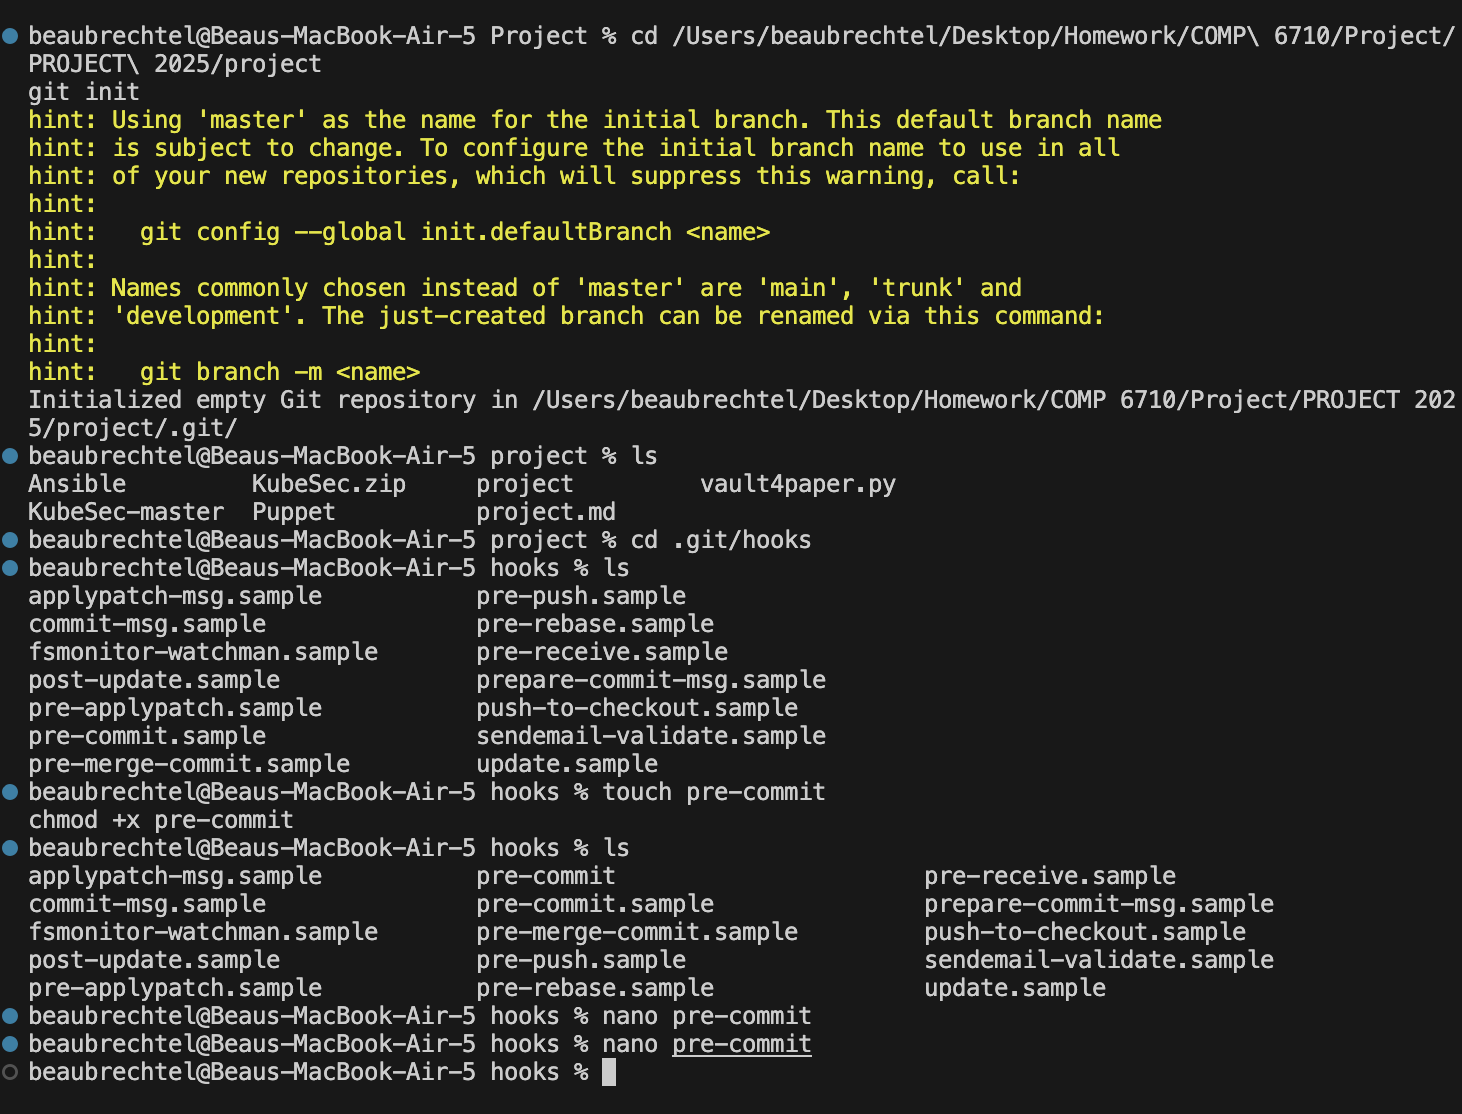 beaubrechtel@Beaus-MacBook-Air-5 Project % cd /Users/beaubrechtel/Desktop/Homework/COMP\ 6710/Project/
PROJECT\ 2025/project
git init
hint: Using 'master' as the name for the initial branch. This default branch name
hint: is subject to change. To configure the initial branch name to use in all
hint: of your new repositories, which will suppress this warning, call:
hint:
hint:   git config --global init.defaultBranch <name>
hint:
hint: Names commonly chosen instead of 'master' are 'main', 'trunk' and
hint: 'development'. The just-created branch can be renamed via this command:
hint:
hint:   git branch -m <name>
Initialized empty Git repository in /Users/beaubrechtel/Desktop/Homework/COMP 6710/Project/PROJECT 202
5/project/.git/
beaubrechtel@Beaus-MacBook-Air-5 project % ls
Ansible         KubeSec.zip     project         vault4paper.py
KubeSec-master  Puppet          project.md
beaubrechtel@Beaus-MacBook-Air-5 project % cd .git/hooks
beaubrechtel@Beaus-MacBook-Air-5 hooks % ls
applypatch-msg.sample           pre-push.sample
commit-msg.sample               pre-rebase.sample
fsmonitor-watchman.sample       pre-receive.sample
post-update.sample              prepare-commit-msg.sample
pre-applypatch.sample           push-to-checkout.sample
pre-commit.sample               sendemail-validate.sample
pre-merge-commit.sample         update.sample
beaubrechtel@Beaus-MacBook-Air-5 hooks % touch pre-commit
chmod +x pre-commit
beaubrechtel@Beaus-MacBook-Air-5 hooks % ls
applypatch-msg.sample           pre-commit                      pre-receive.sample
commit-msg.sample               pre-commit.sample               prepare-commit-msg.sample
fsmonitor-watchman.sample       pre-merge-commit.sample         push-to-checkout.sample
post-update.sample              pre-push.sample                 sendemail-validate.sample
pre-applypatch.sample           pre-rebase.sample               update.sample
beaubrechtel@Beaus-MacBook-Air-5 hooks % nano pre-commit
beaubrechtel@Beaus-MacBook-Air-5 hooks % nano pre-commit
beaubrechtel@Beaus-MacBook-Air-5 hooks %